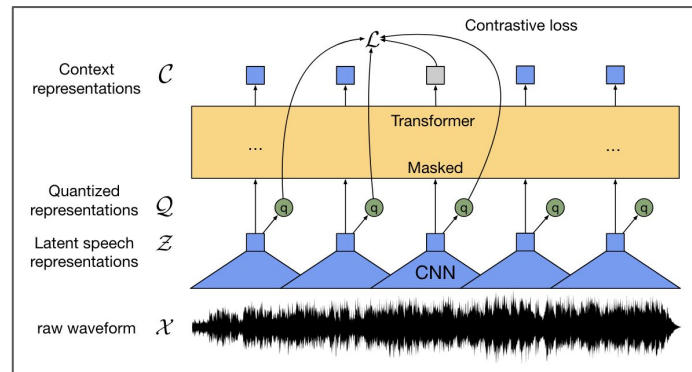 Contrastive loss
ℒ
Context
representations 𝒞
Transformer
... ...
Masked
Quantized
representations 𝒬
q q q q q
Latent speech
representations 𝒵
CNN
raw waveform 𝒳